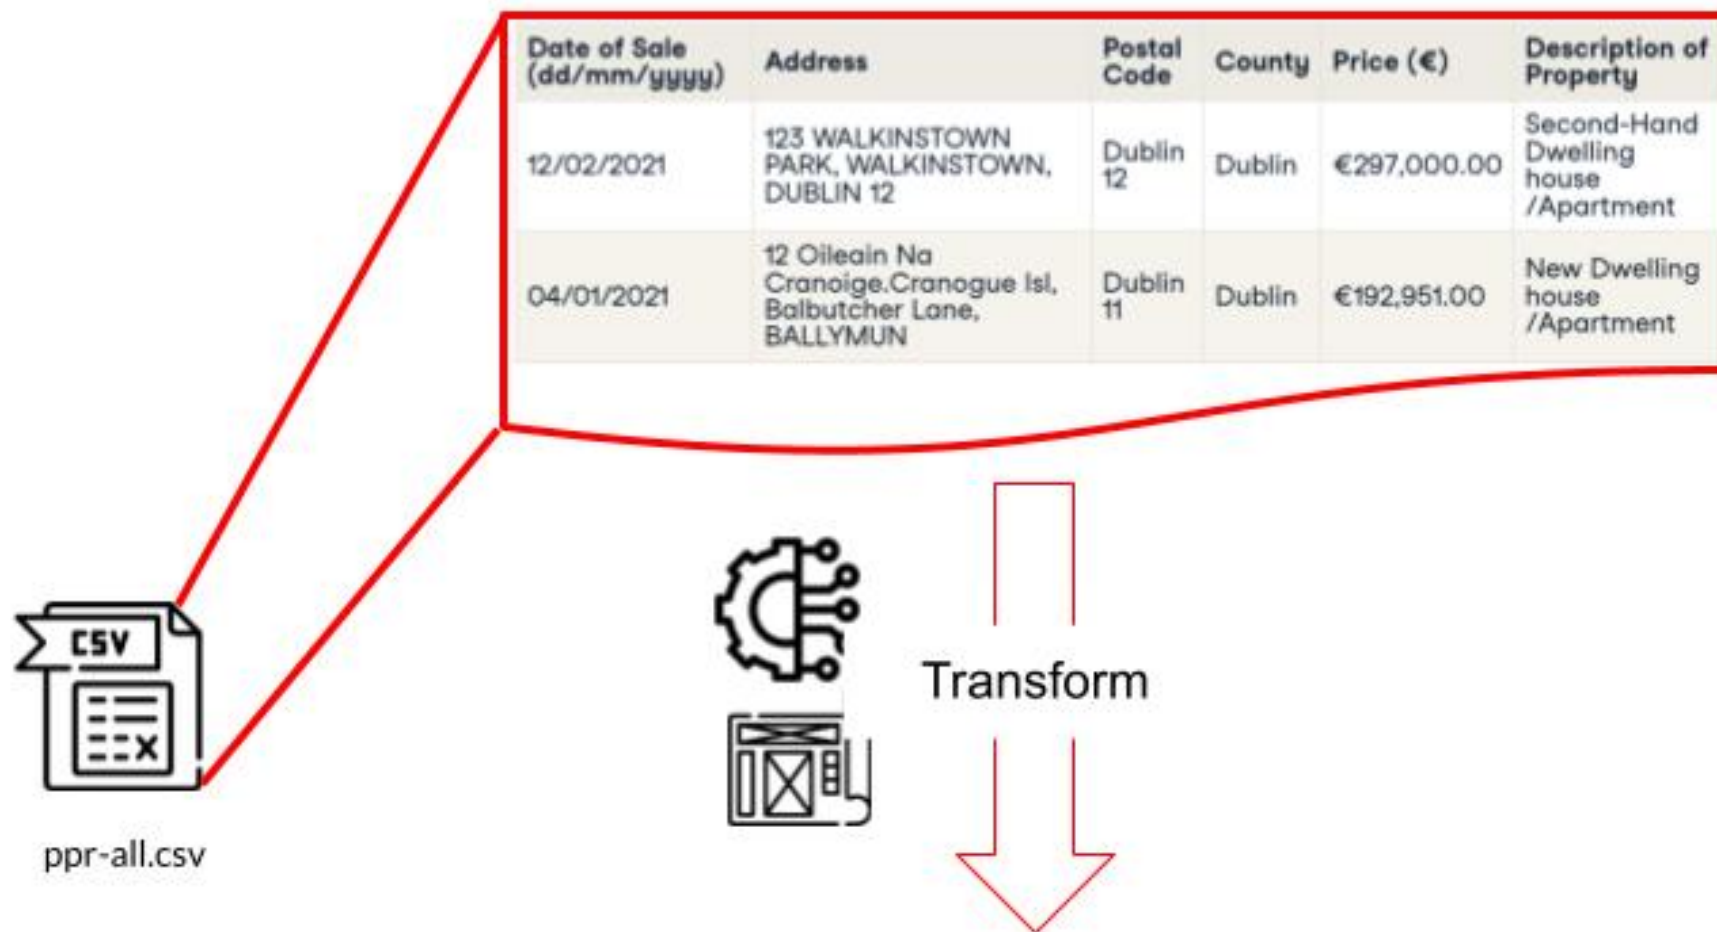 Date of Sale Address Postal County Price (€) Description of
(dd/mm/yyyy) Code Property
12/02/2021 123 WALKINSTOWN Dublin Dublin €297,000.00 Second-Hand
PARK, WALKINSTOWN, 12 Dwelling
DUBLIN 12 house
/Apartment
04/01/2021 12 Oileain Na Dublin Dublin €192,951.00 New Dwelling
Cranoige.Cranogue Isl, 11 house
Balbutcher Lane, /Apartment
BALLYMUN
CSV
Transform
ppr-all.csv